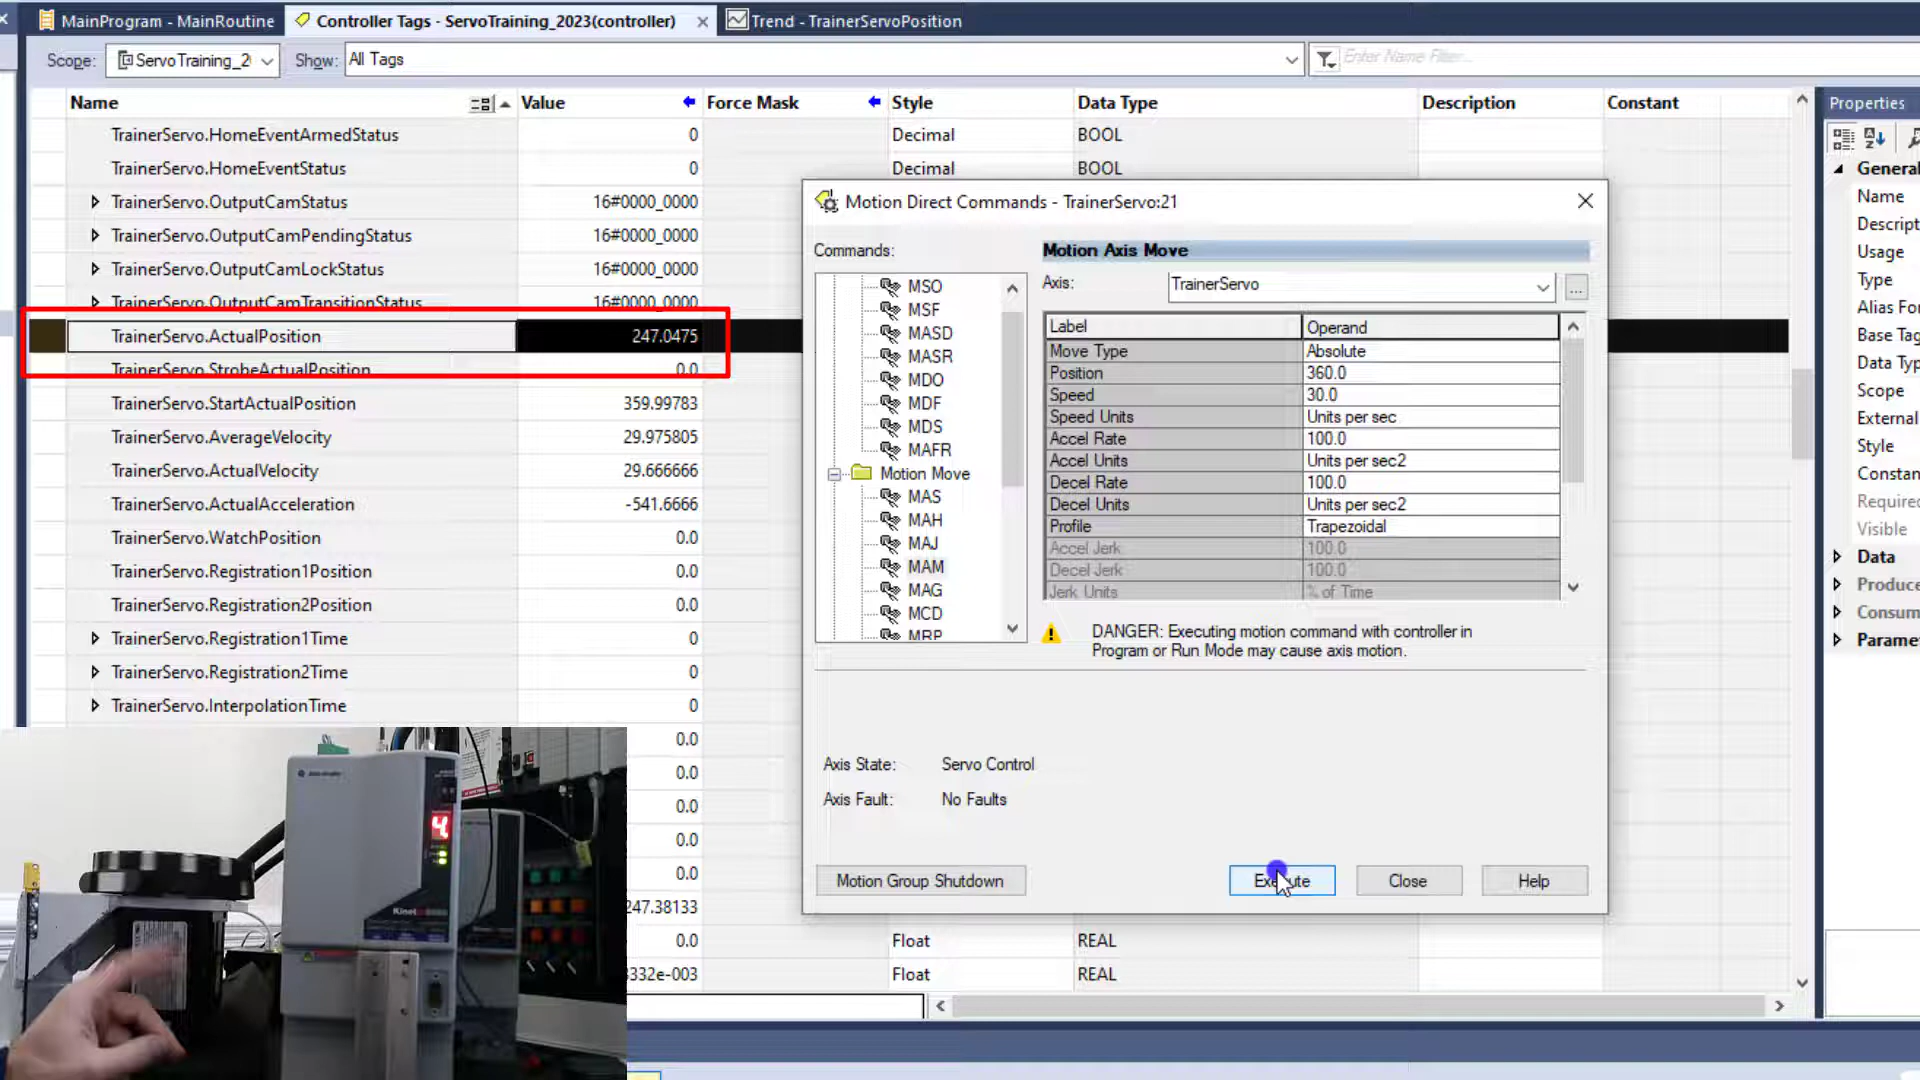 MainProgram - MainRoutine
Controller Tags - ServoTraining_2023(controller)
Trend - TrainerServoPosition
Scope:
ServoTraining_2
Show:
All Tags
Enter Name Filter...
Name
Value
Force Mask
Style
Data Type
Description
Constant
TrainerServo.HomeEventArmedStatus 0 Decimal BOOL
TrainerServo.HomeEventStatus 0 Decimal BOOL
TrainerServo.OutputCamStatus 16#0000_0000
TrainerServo.OutputCamPendingStatus 16#0000_0000
TrainerServo.OutputCamLockStatus 16#0000_0000
TrainerServo.OutputCamTransitionStatus 16#0000_0000
TrainerServo.ActualPosition 247.0475
TrainerServo.StrobeActualPosition 0.0
TrainerServo.StartActualPosition 359.99783
TrainerServo.AverageVelocity 29.975805
TrainerServo.ActualVelocity 29.666666
TrainerServo.ActualAcceleration -541.6666
TrainerServo.WatchPosition 0.0
TrainerServo.Registration1Position 0.0
TrainerServo.Registration2Position 0.0
TrainerServo.Registration1Time 0
TrainerServo.Registration2Time 0
TrainerServo.InterpolationTime 0
0.0
0.0
0.0
0.0
0.0
247.38133
0.0 Float REAL
3332e-003 Float REAL
Motion Direct Commands - TrainerServo:21
Commands:
MSO
MSF
MASD
MASR
MDO
MDF
MDS
MAFR
Motion Move
MAS
MAH
MAJ
MAM
MAG
MCD
MRP
Motion Axis Move
Axis:
TrainerServo
...
Label Operand
Move Type Absolute
Position 360.0
Speed 30.0
Speed Units Units per sec
Accel Rate 100.0
Accel Units Units per sec2
Decel Rate 100.0
Decel Units Units per sec2
Profile Trapezoidal
Accel Jerk 100.0
Decel Jerk 100.0
Jerk Units % of Time
DANGER: Executing motion command with controller in
Program or Run Mode may cause axis motion.
Axis State: Servo Control
Axis Fault: No Faults
Motion Group Shutdown
Execute
Close
Help
Properties
General
Name
Descript
Usage
Type
Alias For
Base Tag
Data Typ
Scope
External
Style
Constan
Required
Visible
Data
Produce
Consum
Parame
4
Kinetix